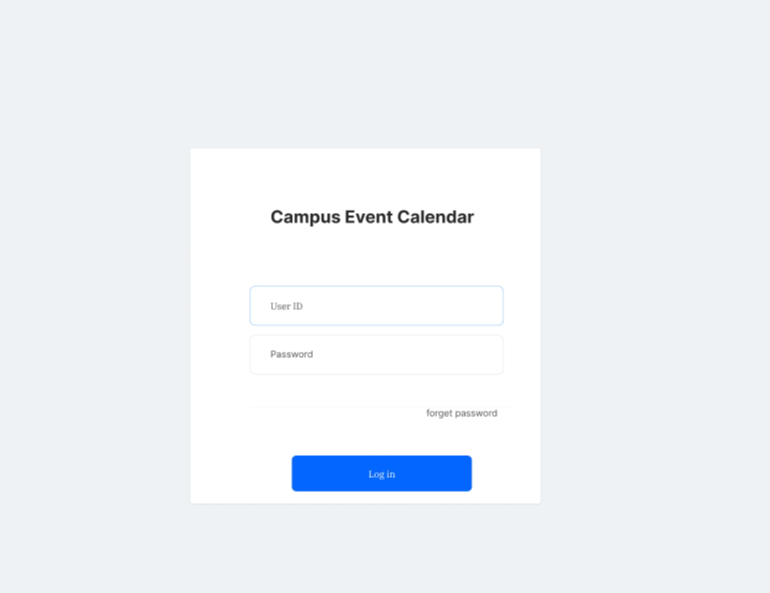 Campus Event Calendar
User ID
Password
forget password
Log in